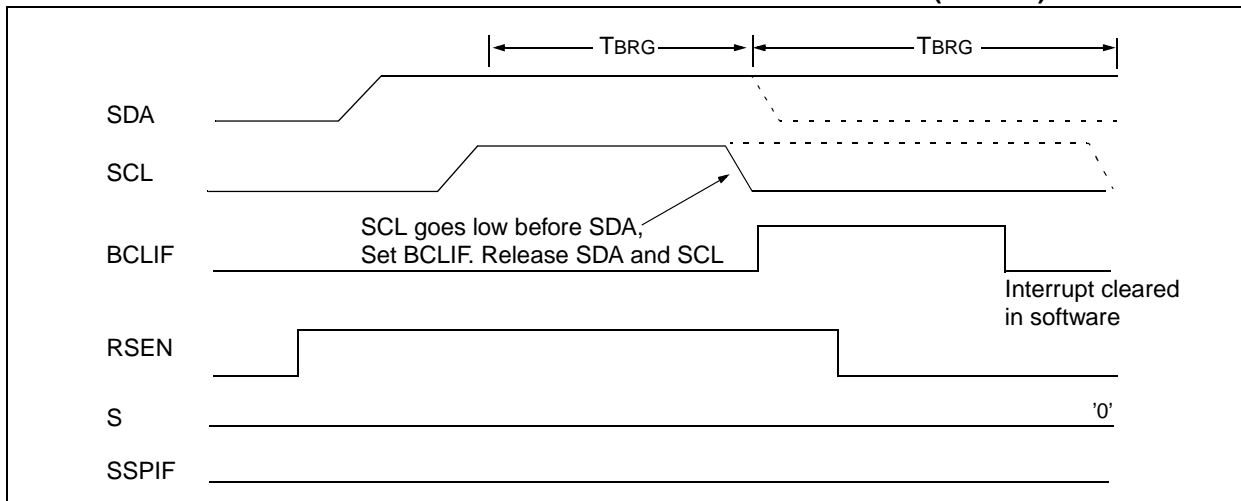 TBRG
TBRG
SDA
SCL
SCL goes low before SDA,
Set BCLIF. Release SDA and SCL
BCLIF
Interrupt cleared
in software
RSEN
S
'0'
SSPIF